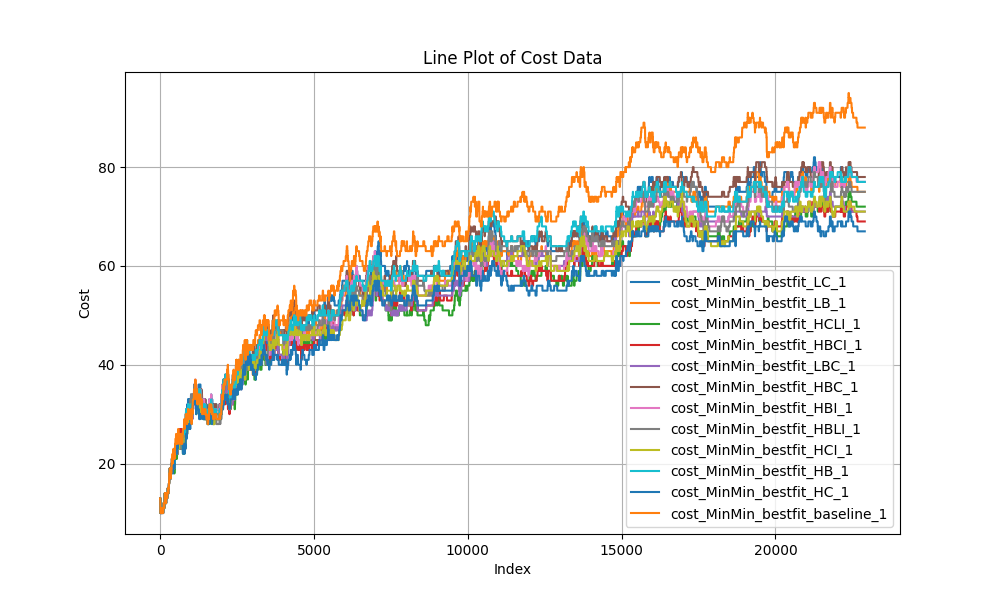 Line Plot of Cost Data
Cost
80
60
40
20
0
5000
10000
15000
20000
Index
cost_MinMin_bestfit_LC_1
cost_MinMin_bestfit_LB_1
cost_MinMin_bestfit_HCLI_1
cost_MinMin_bestfit_HBCI_1
cost_MinMin_bestfit_LBC_1
cost_MinMin_bestfit_HBC_1
cost_MinMin_bestfit_HBI_1
cost_MinMin_bestfit_HBLI_1
cost_MinMin_bestfit_HCI_1
cost_MinMin_bestfit_HB_1
cost_MinMin_bestfit_HC_1
cost_MinMin_bestfit_baseline_1